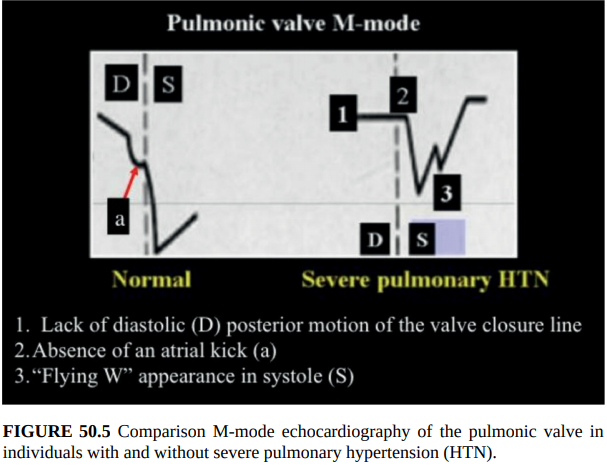 Pulmonic valve M-mode
D S
a
1
2
3
D S
Normal
Severe pulmonary HTN
1. Lack of diastolic (D) posterior motion of the valve closure line
2.Absence of an atrial kick (a)
3.“Flying W” appearance in systole (S)
FIGURE 50.5 Comparison M-mode echocardiography of the pulmonic valve in
individuals with and without severe pulmonary hypertension (HTN).